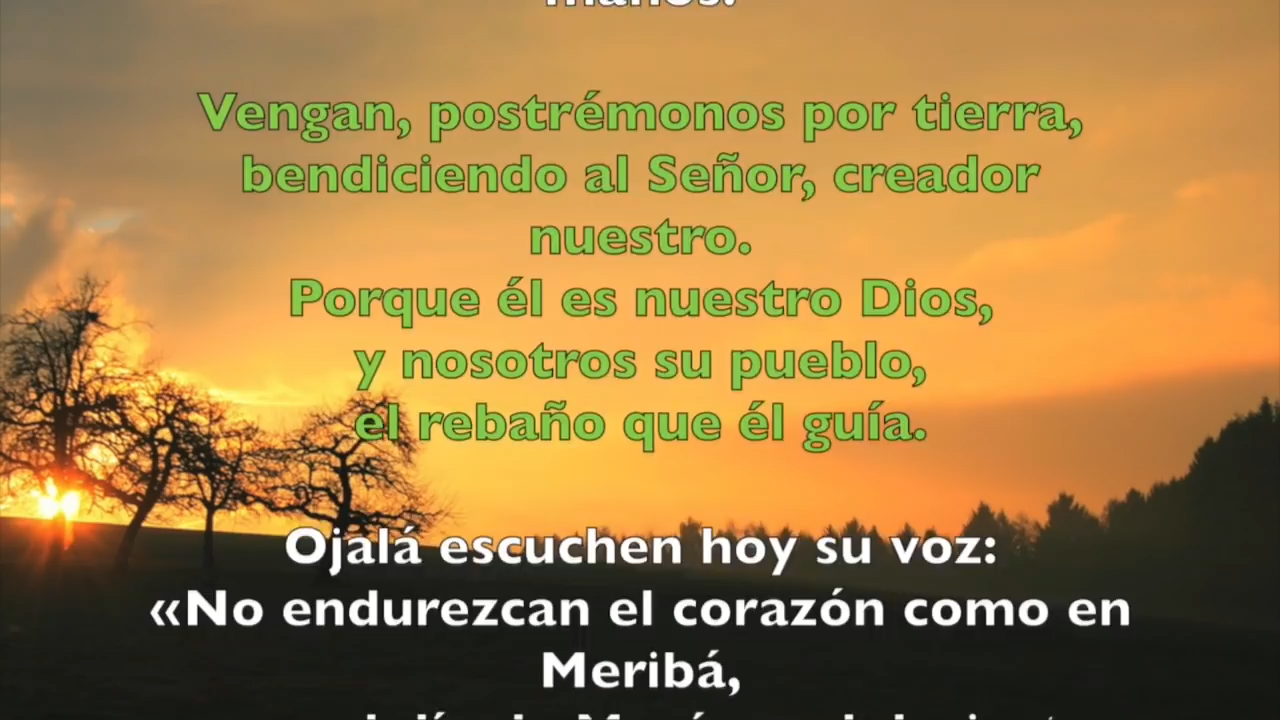 manos.
Vengan, postrémonos por tierra,
bendiciendo al Señor, creador
nuestro.
Porque él es nuestro Dios,
y nosotros su pueblo,
el rebaño que él guía.
Ojalá escuchen hoy su voz:
«No endurezcan el corazón como en
Meribá,